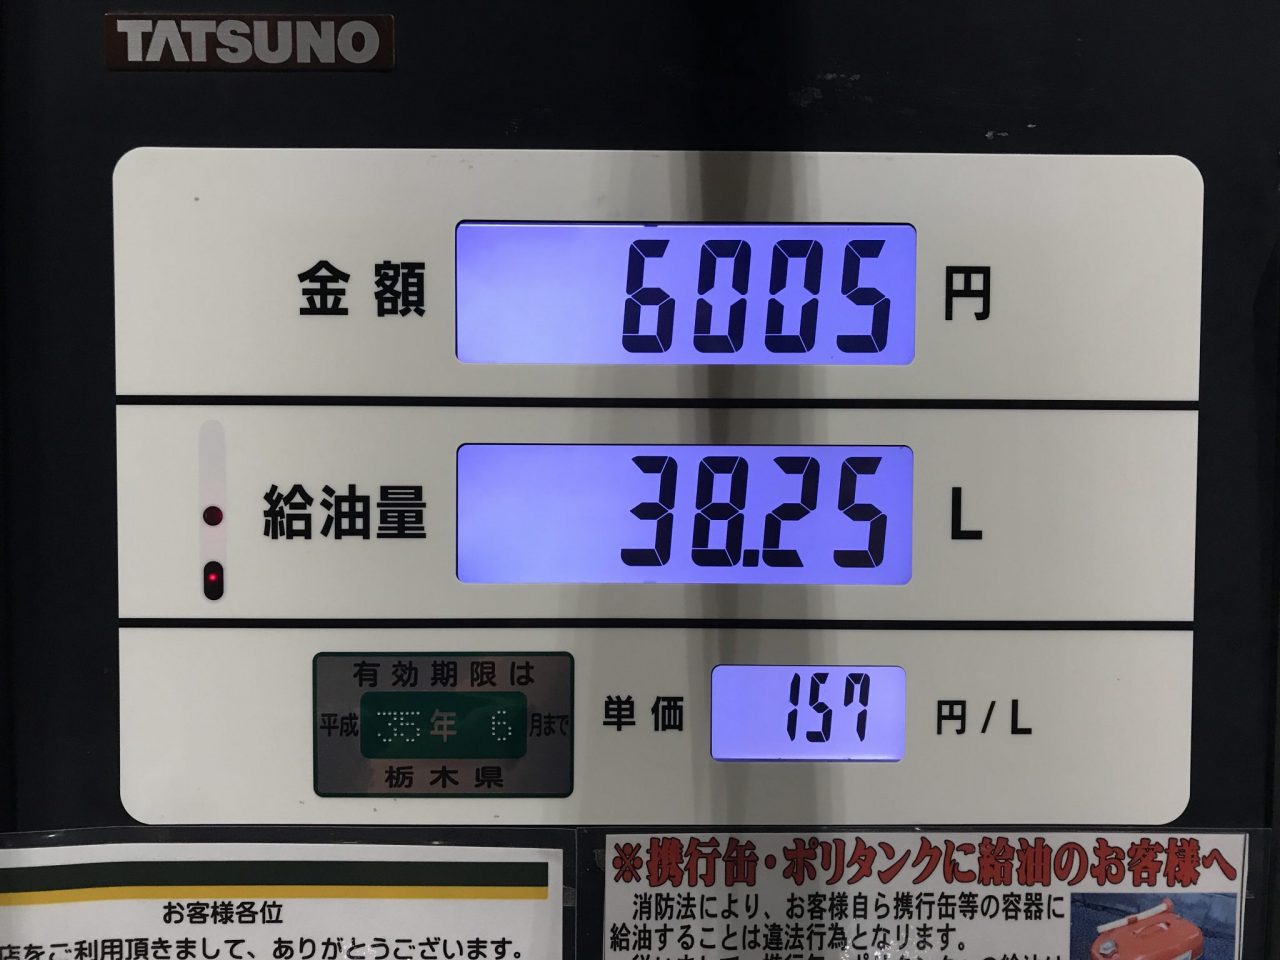 TATSUNO
金額 6005 円
給油量 38.25 L
有効期限は
平成 35年 6月まで
栃木県
単価 157 円/L
お客様各位
店をご利用頂きまして、ありがとうございます。
※携行缶・ポリタンクに給油のお客様へ
消防法により、お客様自ら携行缶等の容器に
給油することは違法行為となります。